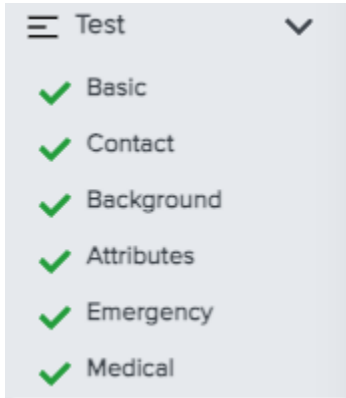 Test
Basic
Contact
Background
Attributes
Emergency
Medical